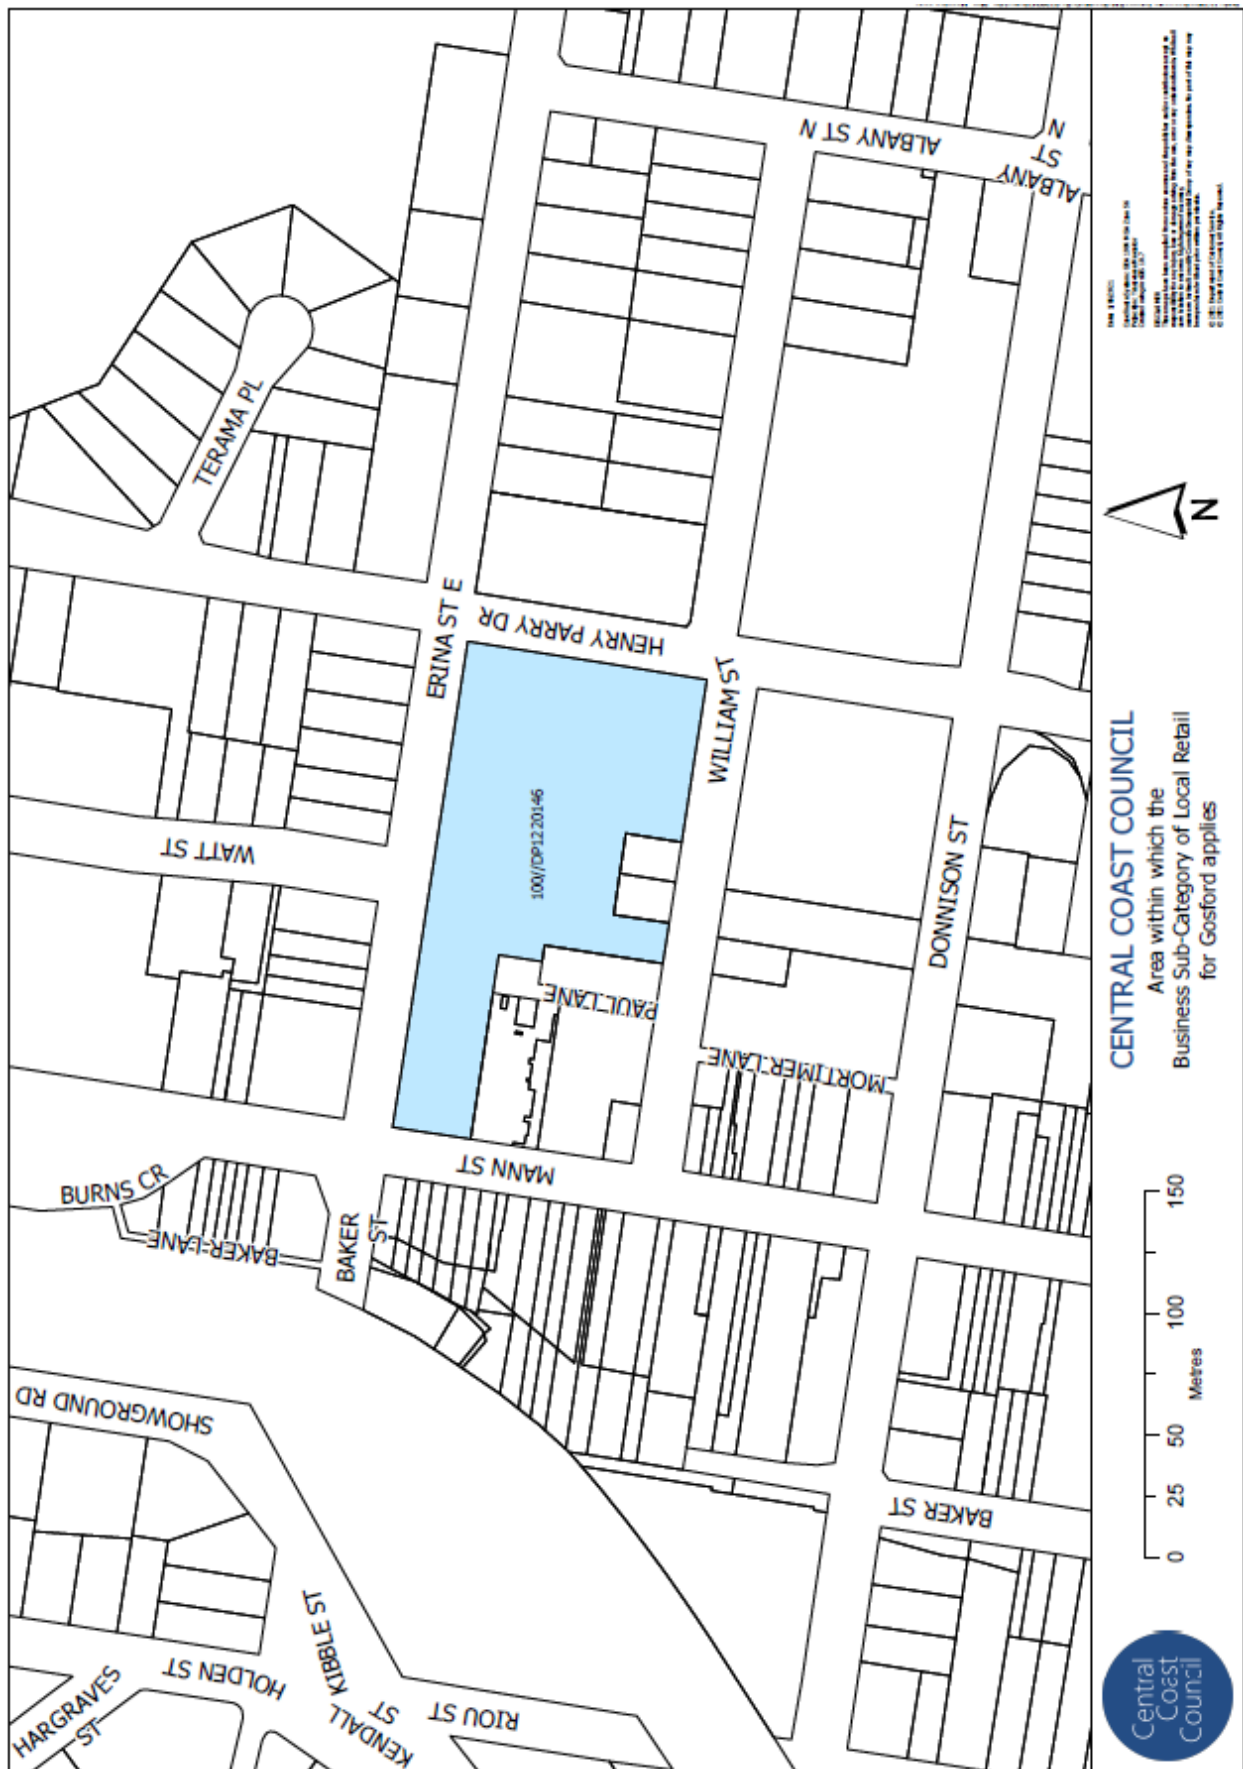 HARGRAVES
ST
HOLDEN ST
KENDALL
ST
KIBBLE ST
RIOU ST
SHOWGROUND RD
BURNS CR
BAKER LANE
BAKER
ST
MANN ST
WATT ST
TERAMA PL
ERINA ST E
HENRY PARRY DR
100//DP1220146
PAUL LANE
WILLIAM ST
MORTIMER LANE
DONNISON ST
BAKER ST
ALBANY ST N
ALBANY
ST
N
Central
Coast
Council
0 25 50 100 150
Metres
CENTRAL COAST COUNCIL
Area within which the
Business Sub-Category of Local Retail
for Gosford applies
N